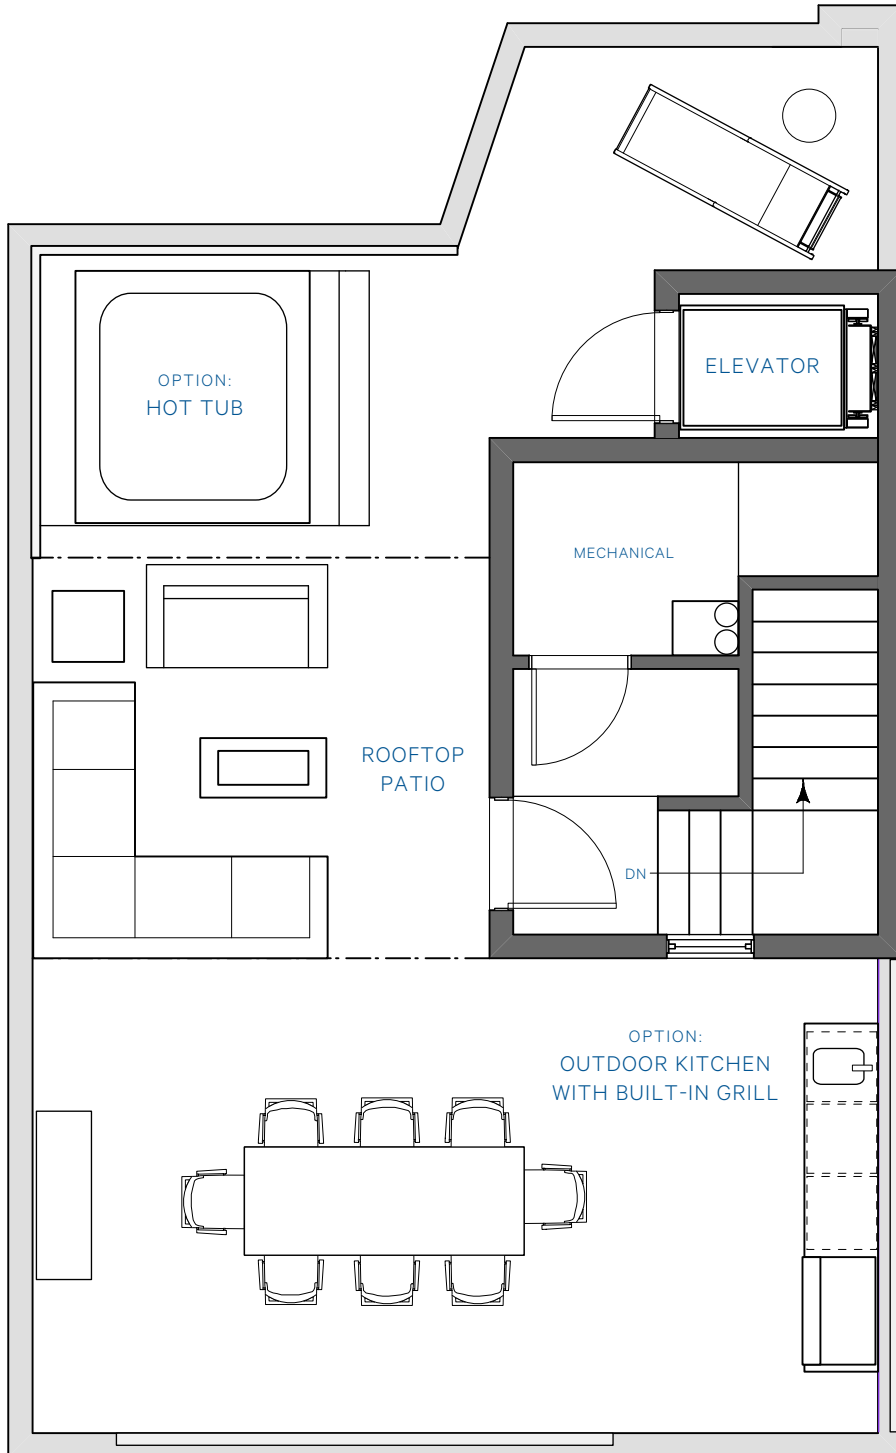 ELEVATOR
OPTION:
HOT TUB
MECHANICAL
ROOFTOP
PATIO
DN
OPTION:
OUTDOOR KITCHEN
WITH BUILT-IN GRILL